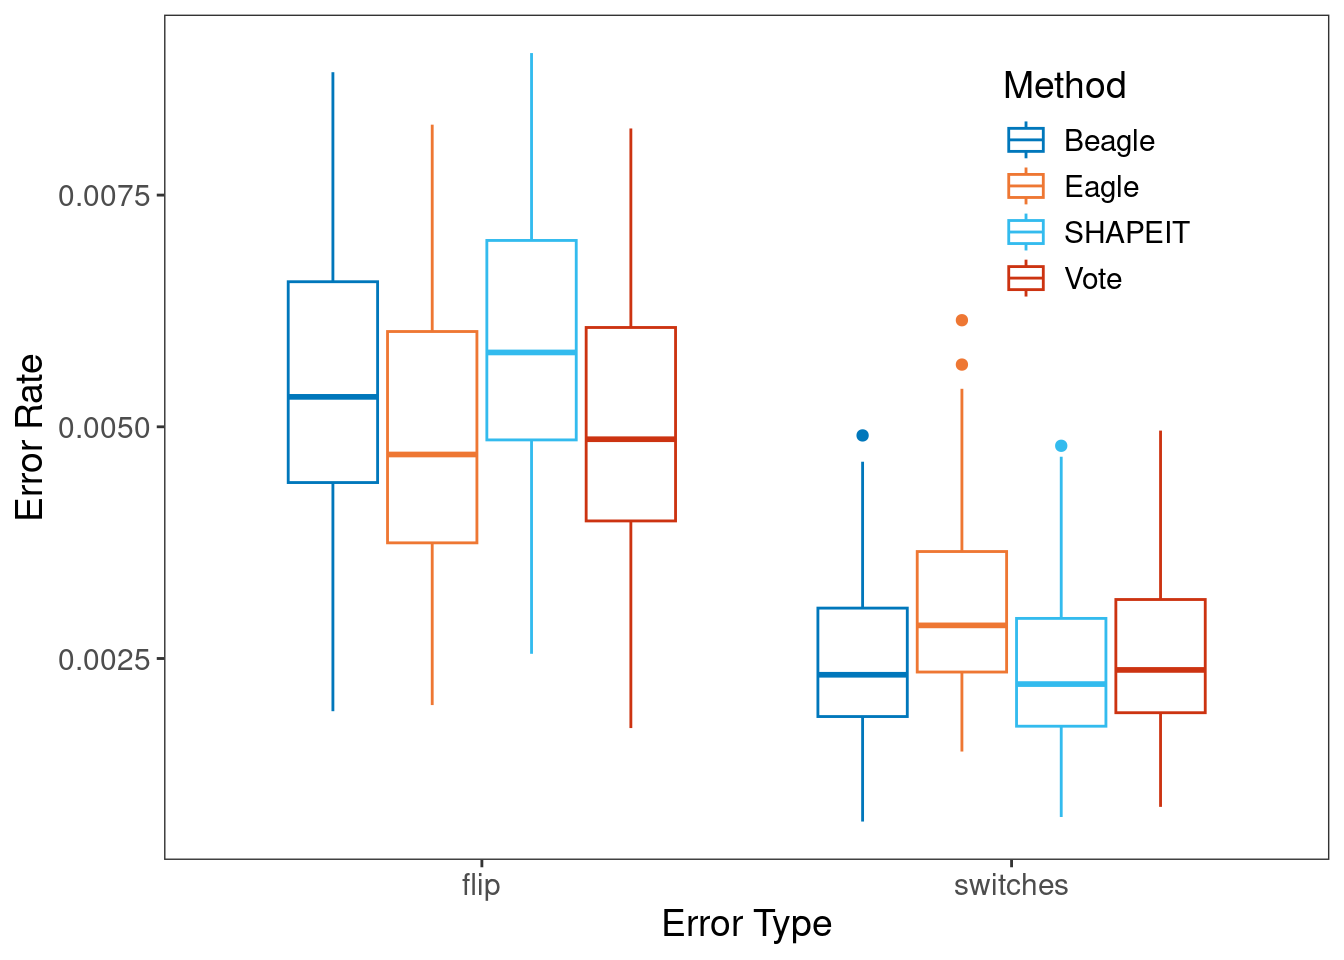 Method
Beagle
Eagle
SHAPEIT
Vote
0.0075
0.0050
0.0025
Error Rate
flip
switches
Error Type